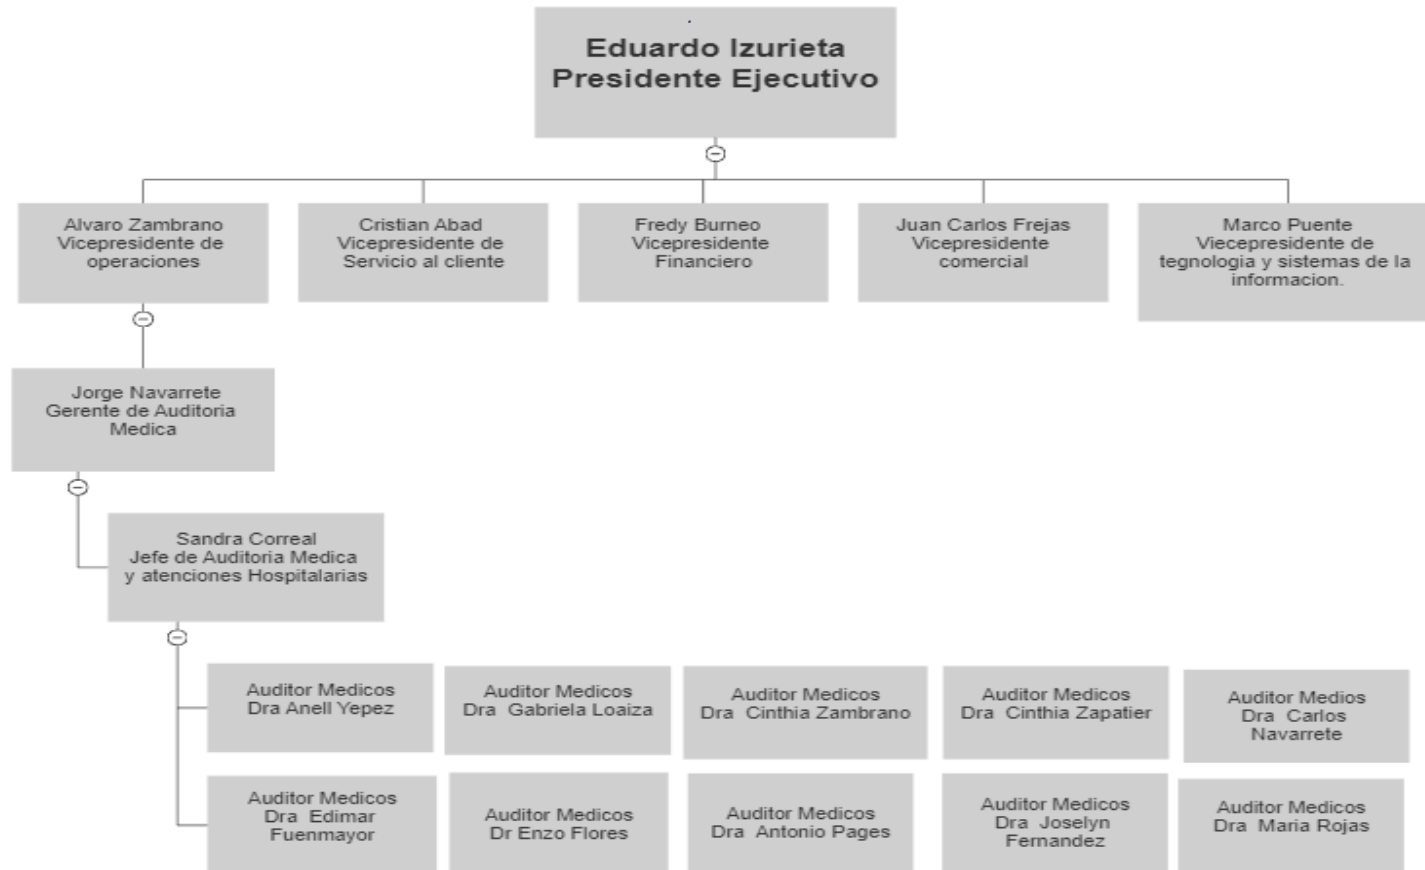 Eduardo Izurieta
Presidente Ejecutivo
Alvaro Zambrano
Vicepresidente de
operaciones
Cristian Abad
Vicepresidente de
Servicio al cliente
Fredy Burneo
Vicepresidente
Financiero
Juan Carlos Frejas
Vicepresidente
comercial
Marco Puente
Viecepresidente de
tegnologia y sistemas de la
informacion.
Jorge Navarrete
Gerente de Auditoria
Medica
Sandra Correal
Jefe de Auditoria Medica
y atenciones Hospitalarias
Auditor Medicos
Dra Anell Yepez
Auditor Medicos
Dra Gabriela Loaiza
Auditor Medicos
Dra Cinthia Zambrano
Auditor Medicos
Dra Cinthia Zapatier
Auditor Medios
Dra Carlos
Navarrete
Auditor Medicos
Dra Edimar
Fuenmayor
Auditor Medicos
Dr Enzo Flores
Auditor Medicos
Dra Antonio Pages
Auditor Medicos
Dra Joselyn
Fernandez
Auditor Medicos
Dra Maria Rojas